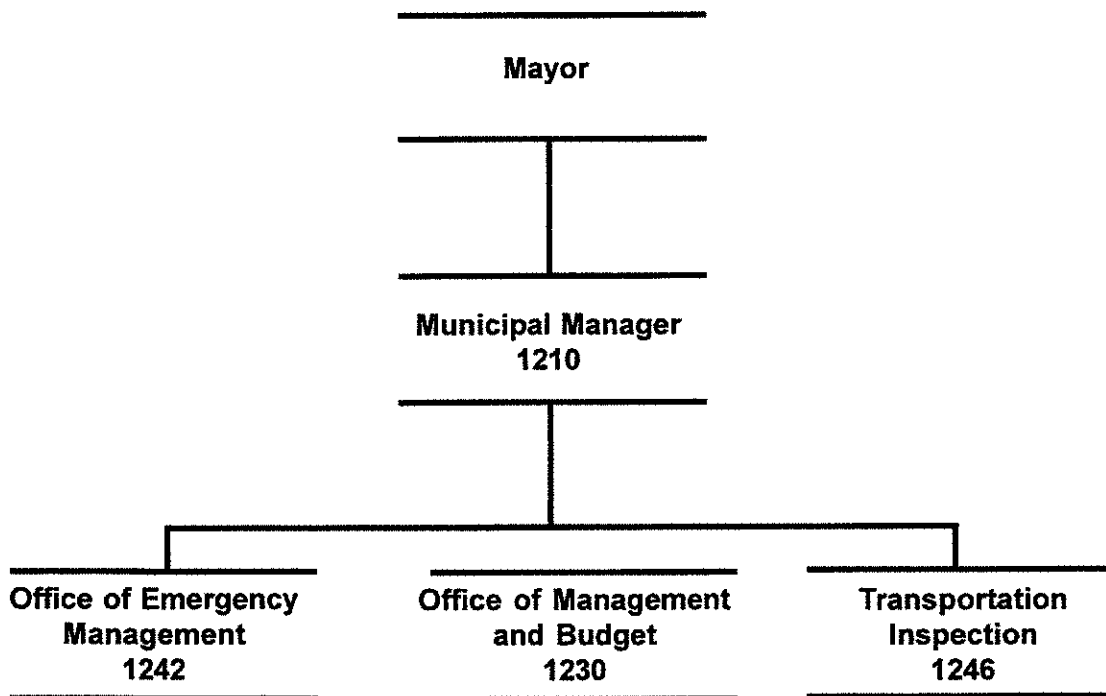 Mayor
Municipal Manager
1210
Office of Emergency
Management
1242
Office of Management
and Budget
1230
Transportation
Inspection
1246